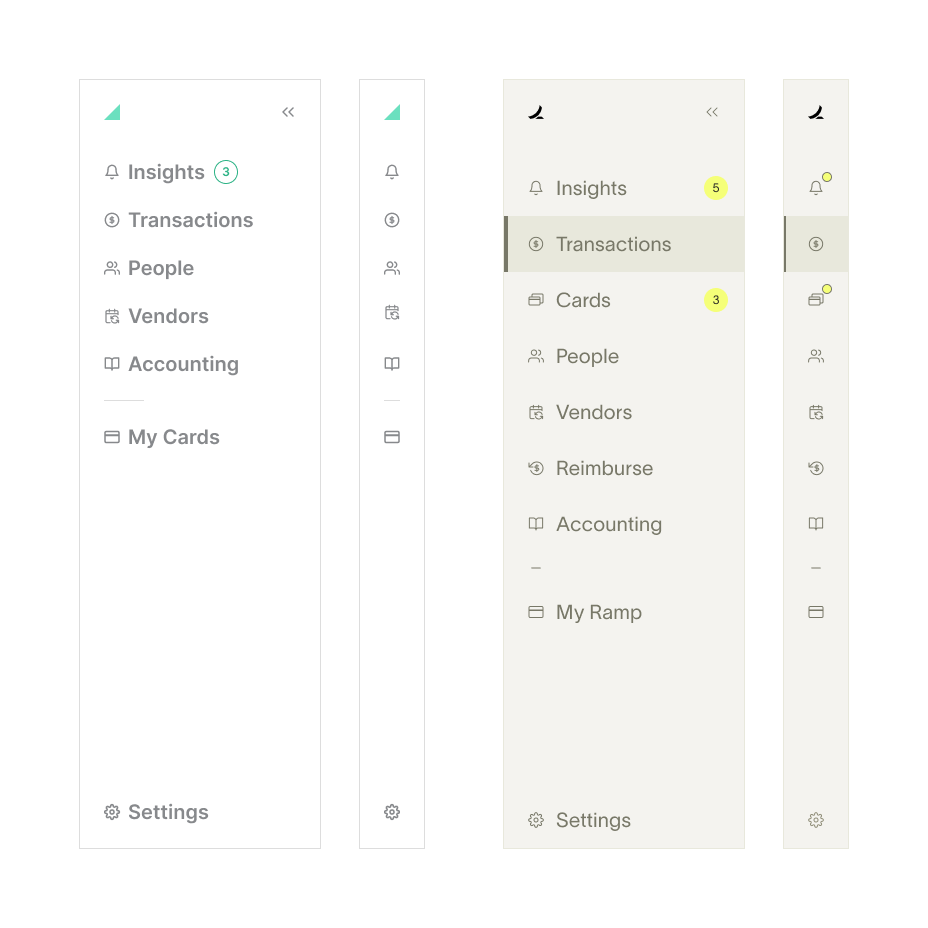 Insights 3
Transactions
People
Vendors
Accounting
My Cards
Settings
Insights 5
Transactions
Cards 3
People
Vendors
Reimburse
Accounting
My Ramp
Settings